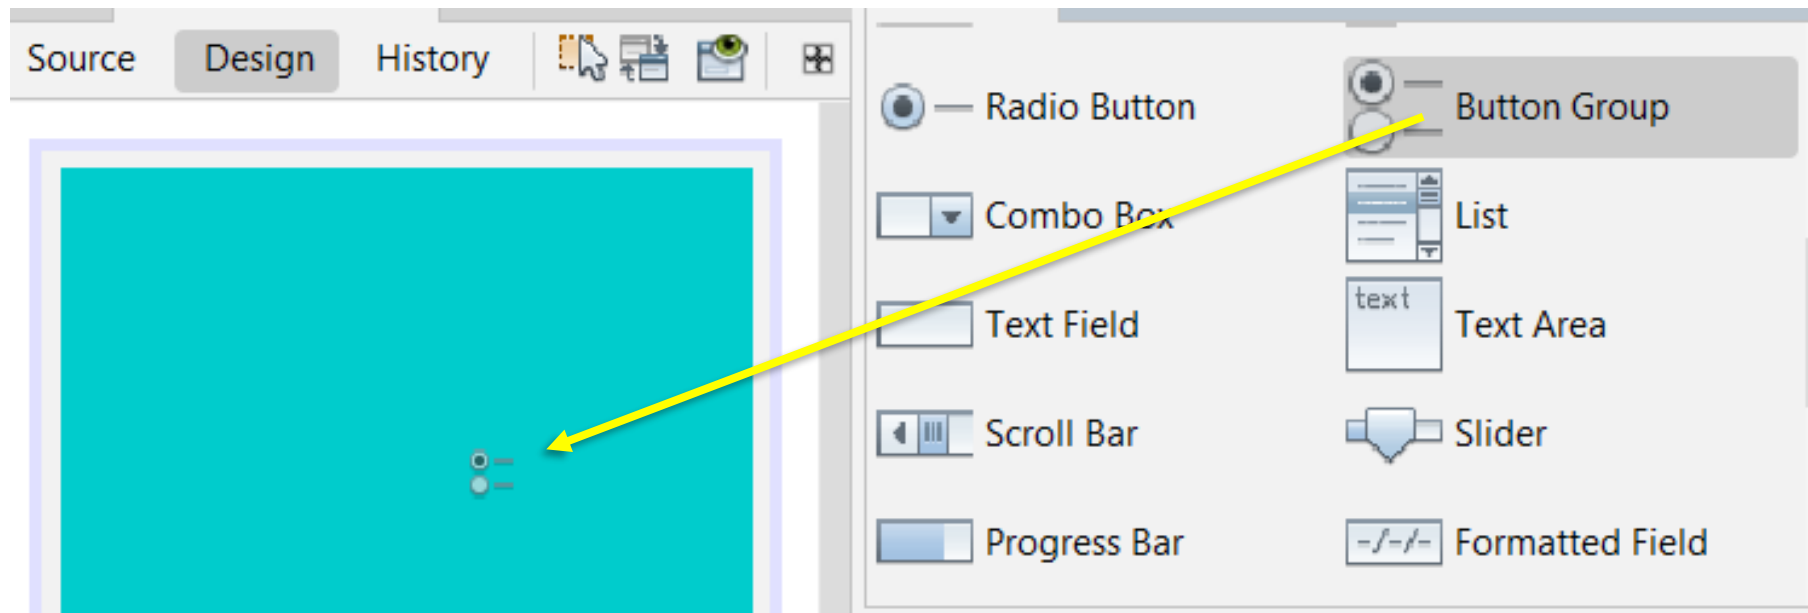 Source Design History
Radio Button
Button Group
Combo Box
List
Text Field
text
Text Area
Scroll Bar
Slider
Progress Bar
Formatted Field